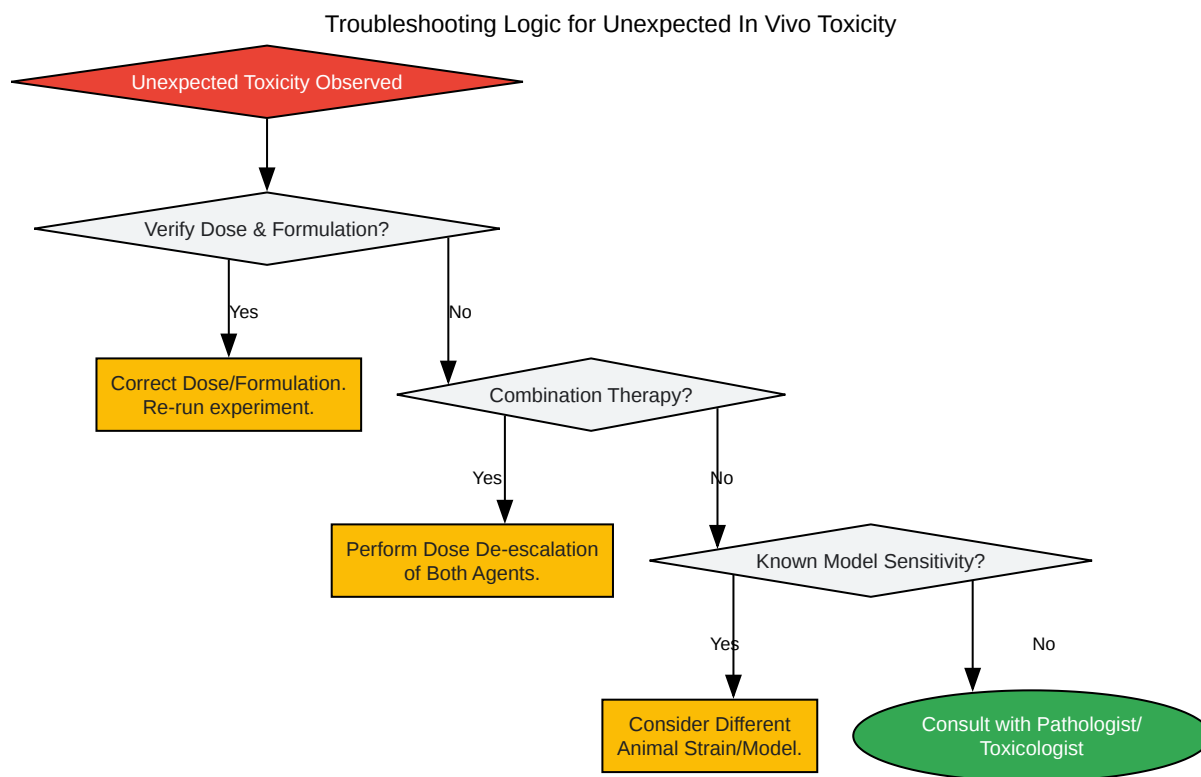 Troubleshooting Logic for Unexpected In Vivo Toxicity
Unexpected Toxicity Observed
Verify Dose & Formulation?
Yes
No
Correct Dose/Formulation.
Re-run experiment.
Combination Therapy?
Yes
No
Perform Dose De-escalation
of Both Agents.
Known Model Sensitivity?
Yes
No
Consider Different
Animal Strain/Model.
Consult with Pathologist/
Toxicologist